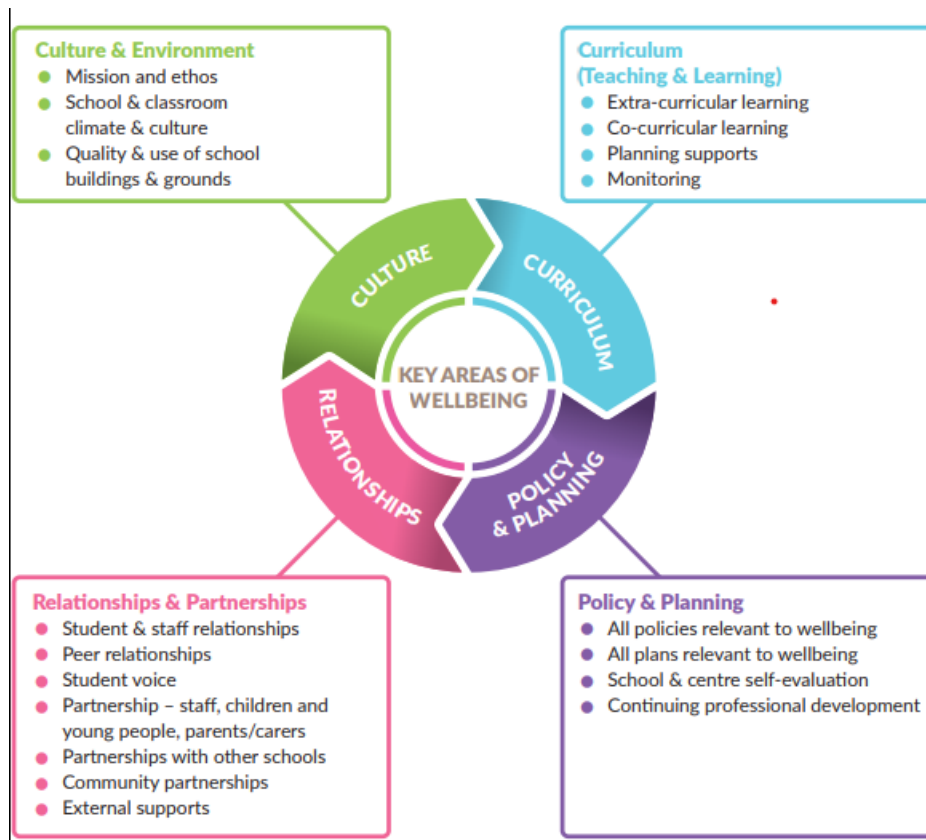 Culture & Environment
● Mission and ethos
● School & classroom
climate & culture
● Quality & use of school
buildings & grounds
Curriculum
(Teaching & Learning)
● Extra-curricular learning
● Co-curricular learning
● Planning supports
● Monitoring
CULTURE
CURRICULUM
KEY AREAS OF
WELLBEING
RELATIONSHIPS
POLICY
& PLANNING
Relationships & Partnerships
● Student & staff relationships
● Peer relationships
● Student voice
● Partnership – staff, children and
young people, parents/carers
● Partnerships with other schools
● Community partnerships
● External supports
Policy & Planning
● All policies relevant to wellbeing
● All plans relevant to wellbeing
● School & centre self-evaluation
● Continuing professional development